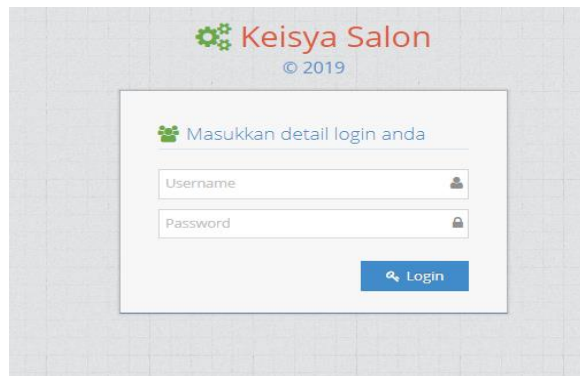 Keisya Salon
© 2019
Masukkan detail login anda
Username
Password
Login